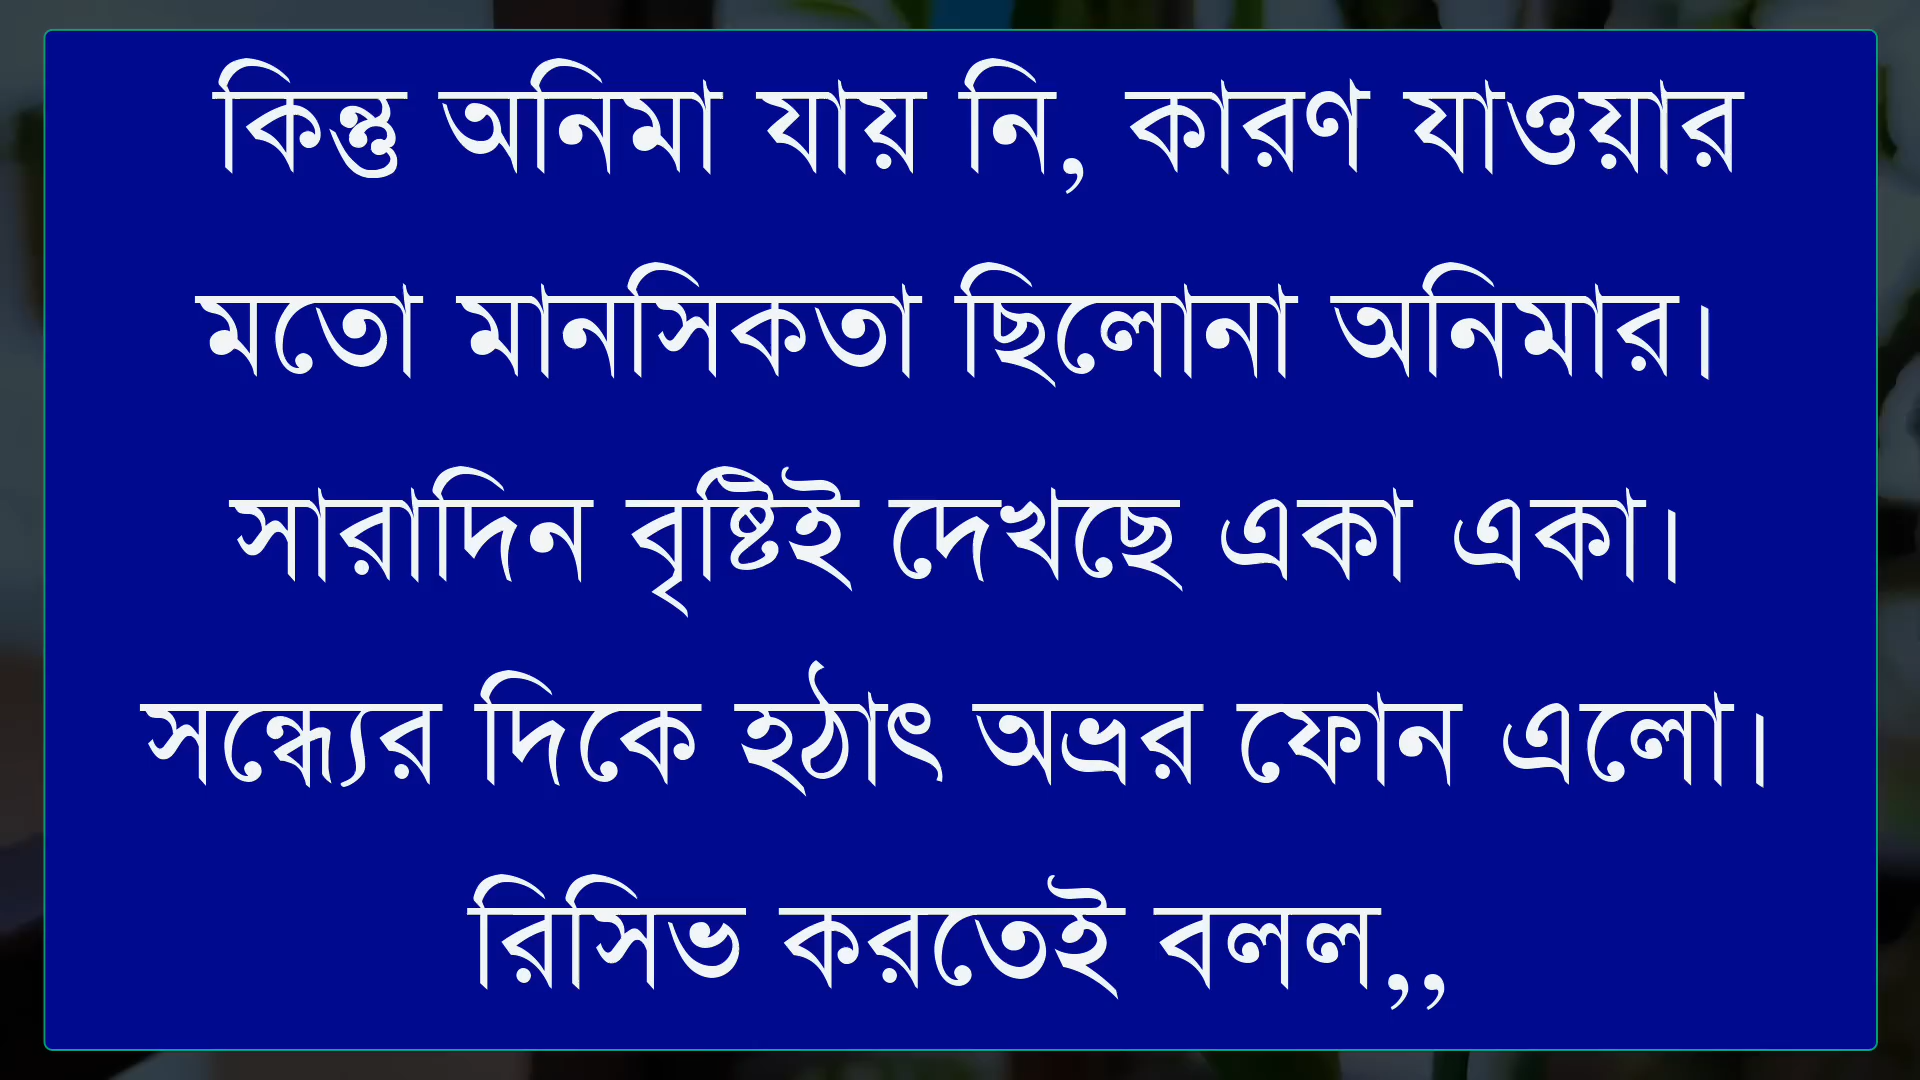 কিন্তু অনিমা যায় নি, কারণ যাওয়ার
মতো মানসিকতা ছিলোনা অনিমার।
সারাদিন বৃষ্টিই দেখছে একা একা।
সন্ধ্যের দিকে হঠাৎ অভ্রর ফোন এলো।
রিসিভ করতেই বলল,,